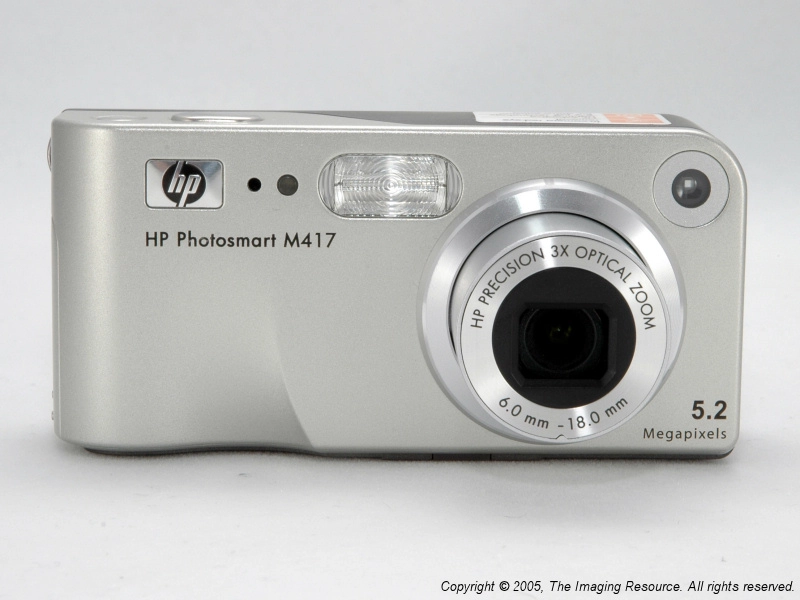 hp
HP Photosmart M417
HP PRECISION 3X OPTICAL ZOOM
6.0 mm - 18.0 mm
5.2
Megapixels
Copyright © 2005, The Imaging Resource. All rights reserved.